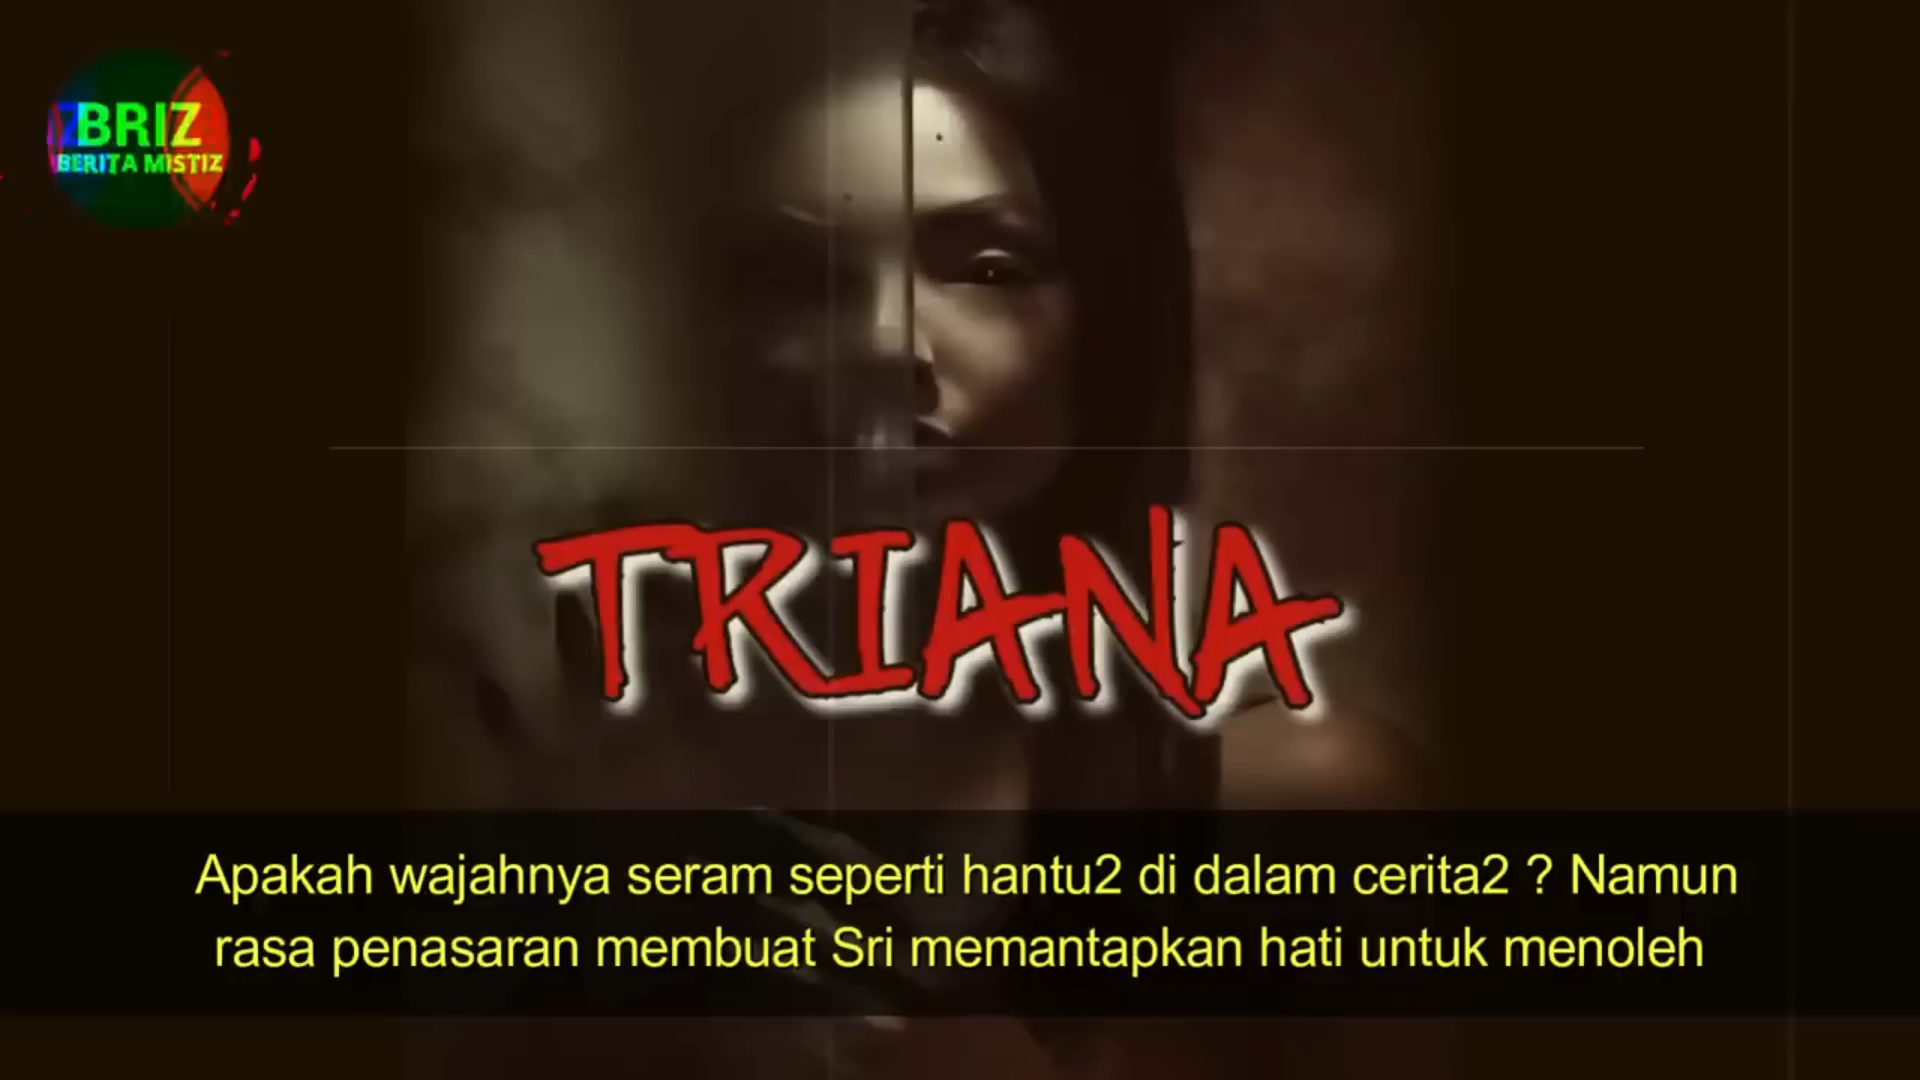 ZBRIZ
BERITA MISTIZ
TRIANA
Apakah wajahnya seram seperti hantu2 di dalam cerita2 ? Namun
rasa penasaran membuat Sri memantapkan hati untuk menoleh